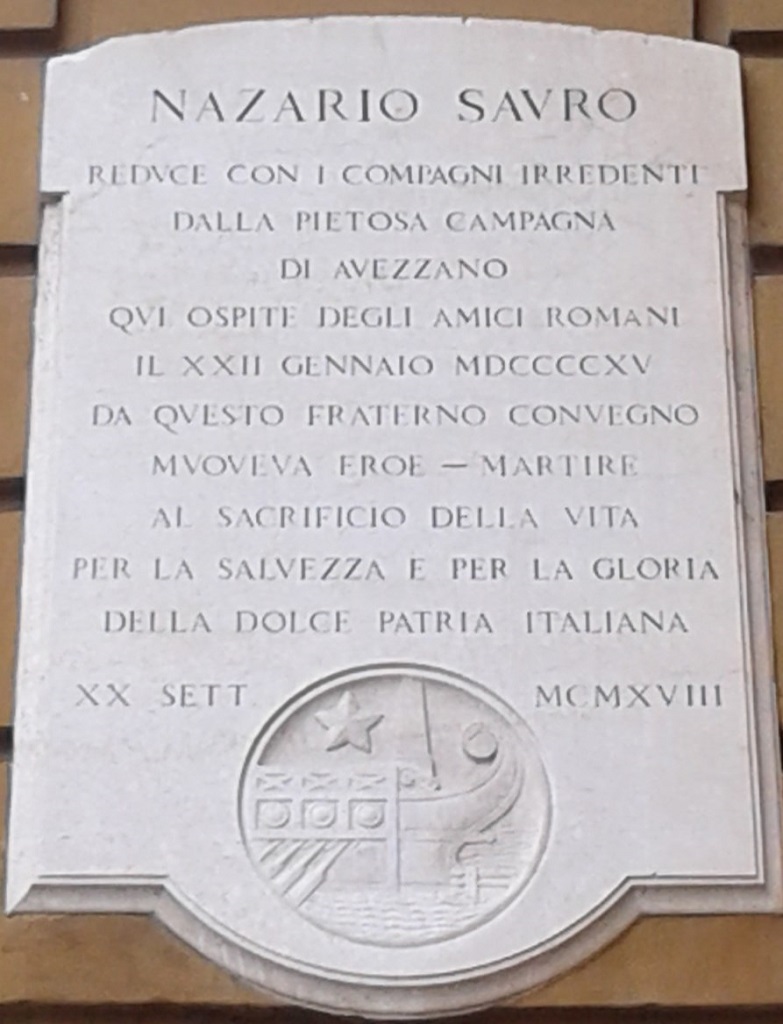 NAZARIO SAVRO
REDVCE CON I COMPAGNI IRREDENTI
DALLA PIETOSA CAMPAGNA
DI AVEZZANO
QVI OSPITE DEGLI AMICI ROMANI
IL XXII GENNAIO MDCCCCXV
DA QVESTO FRATERNO CONVEGNO
MVOVEVA EROE – MARTIRE
AL SACRIFICIO DELLA VITA
PER LA SALVEZZA E PER LA GLORIA
DELLA DOLCE PATRIA ITALIANA
XX SETT MCMXVIII